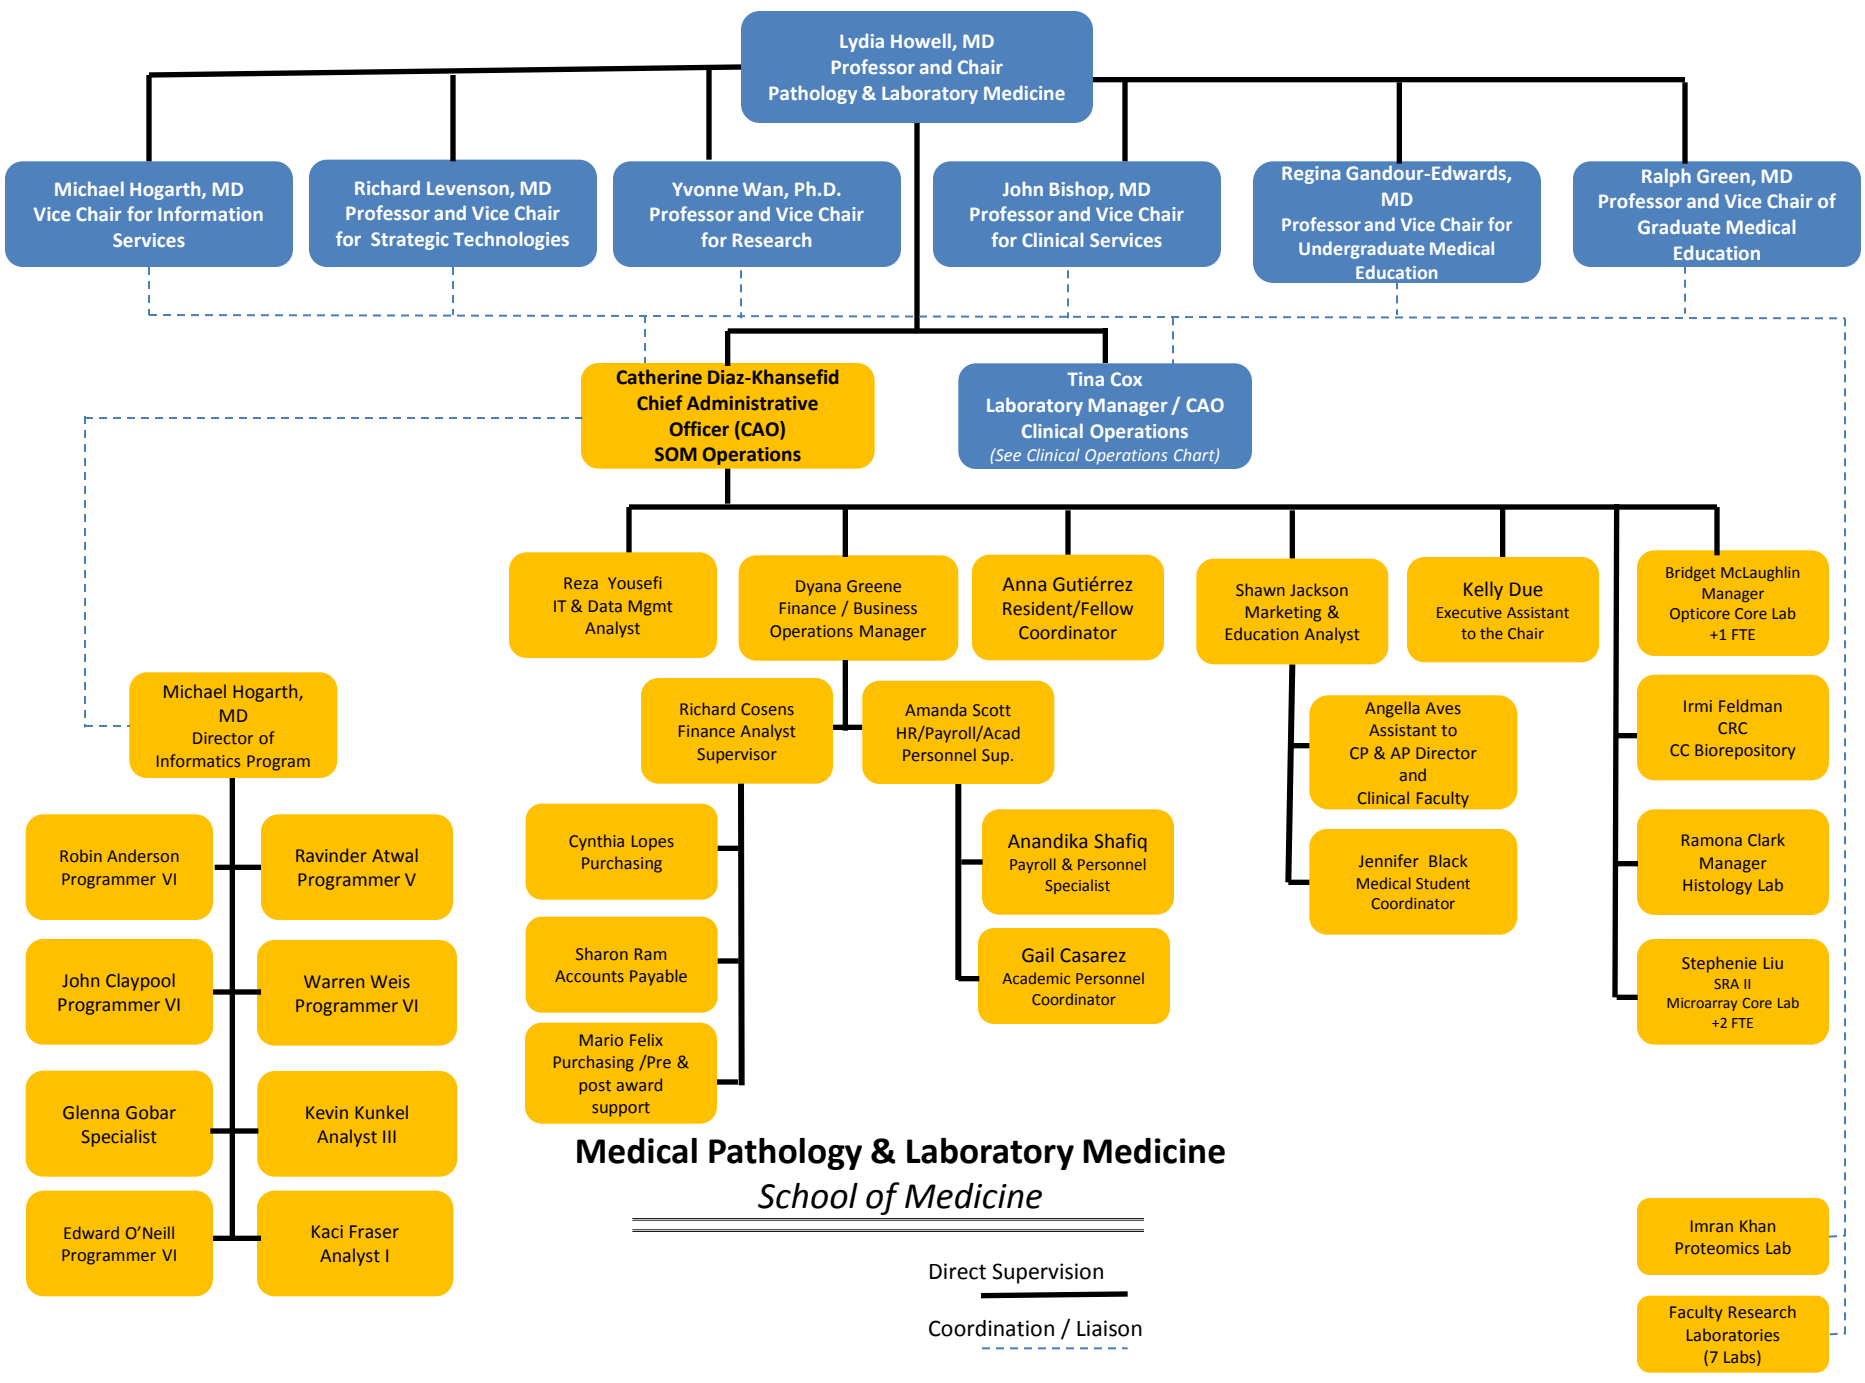 Lydia Howell, MD
Professor and Chair
Pathology & Laboratory Medicine
Michael Hogarth, MD
Vice Chair for Information
Services
Richard Levenson, MD
Professor and Vice Chair
for Strategic Technologies
Yvonne Wan, Ph.D.
Professor and Vice Chair
for Research
John Bishop, MD
Professor and Vice Chair
for Clinical Services
Regina Gandour-Edwards,
MD
Professor and Vice Chair for
Undergraduate Medical
Education
Ralph Green, MD
Professor and Vice Chair of
Graduate Medical
Education
Catherine Diaz-Khansefid
Chief Administrative
Officer (CAO)
SOM Operations
Tina Cox
Laboratory Manager / CAO
Clinical Operations
(See Clinical Operations Chart)
Reza Yousefi
IT & Data Mgmt
Analyst
Dyana Greene
Finance / Business
Operations Manager
Anna Gutiérrez
Resident/Fellow
Coordinator
Shawn Jackson
Marketing &
Education Analyst
Kelly Due
Executive Assistant
to the Chair
Bridget McLaughlin
Manager
Opticore Core Lab
+1 FTE
Michael Hogarth,
MD
Director of
Informatics Program
Richard Cosens
Finance Analyst
Supervisor
Amanda Scott
HR/Payroll/Acad
Personnel Sup.
Angella Aves
Assistant to
CP & AP Director
and
Clinical Faculty
Irmi Feldman
CRC
CC Biorepository
Robin Anderson
Programmer VI
Ravinder Atwal
Programmer V
Cynthia Lopes
Purchasing
Anandika Shafiq
Payroll & Personnel
Specialist
Jennifer Black
Medical Student
Coordinator
Ramona Clark
Manager
Histology Lab
John Claypool
Programmer VI
Warren Weis
Programmer VI
Sharon Ram
Accounts Payable
Gail Casarez
Academic Personnel
Coordinator
Stephenie Liu
SRA II
Microarray Core Lab
+2 FTE
Mario Felix
Purchasing /Pre &
post award
support
Glenna Gobar
Specialist
Kevin Kunkel
Analyst III
Medical Pathology & Laboratory Medicine
School of Medicine
Edward O’Neill
Programmer VI
Kaci Fraser
Analyst I
Imran Khan
Proteomics Lab
Direct Supervision
Coordination / Liaison
Faculty Research
Laboratories
(7 Labs)